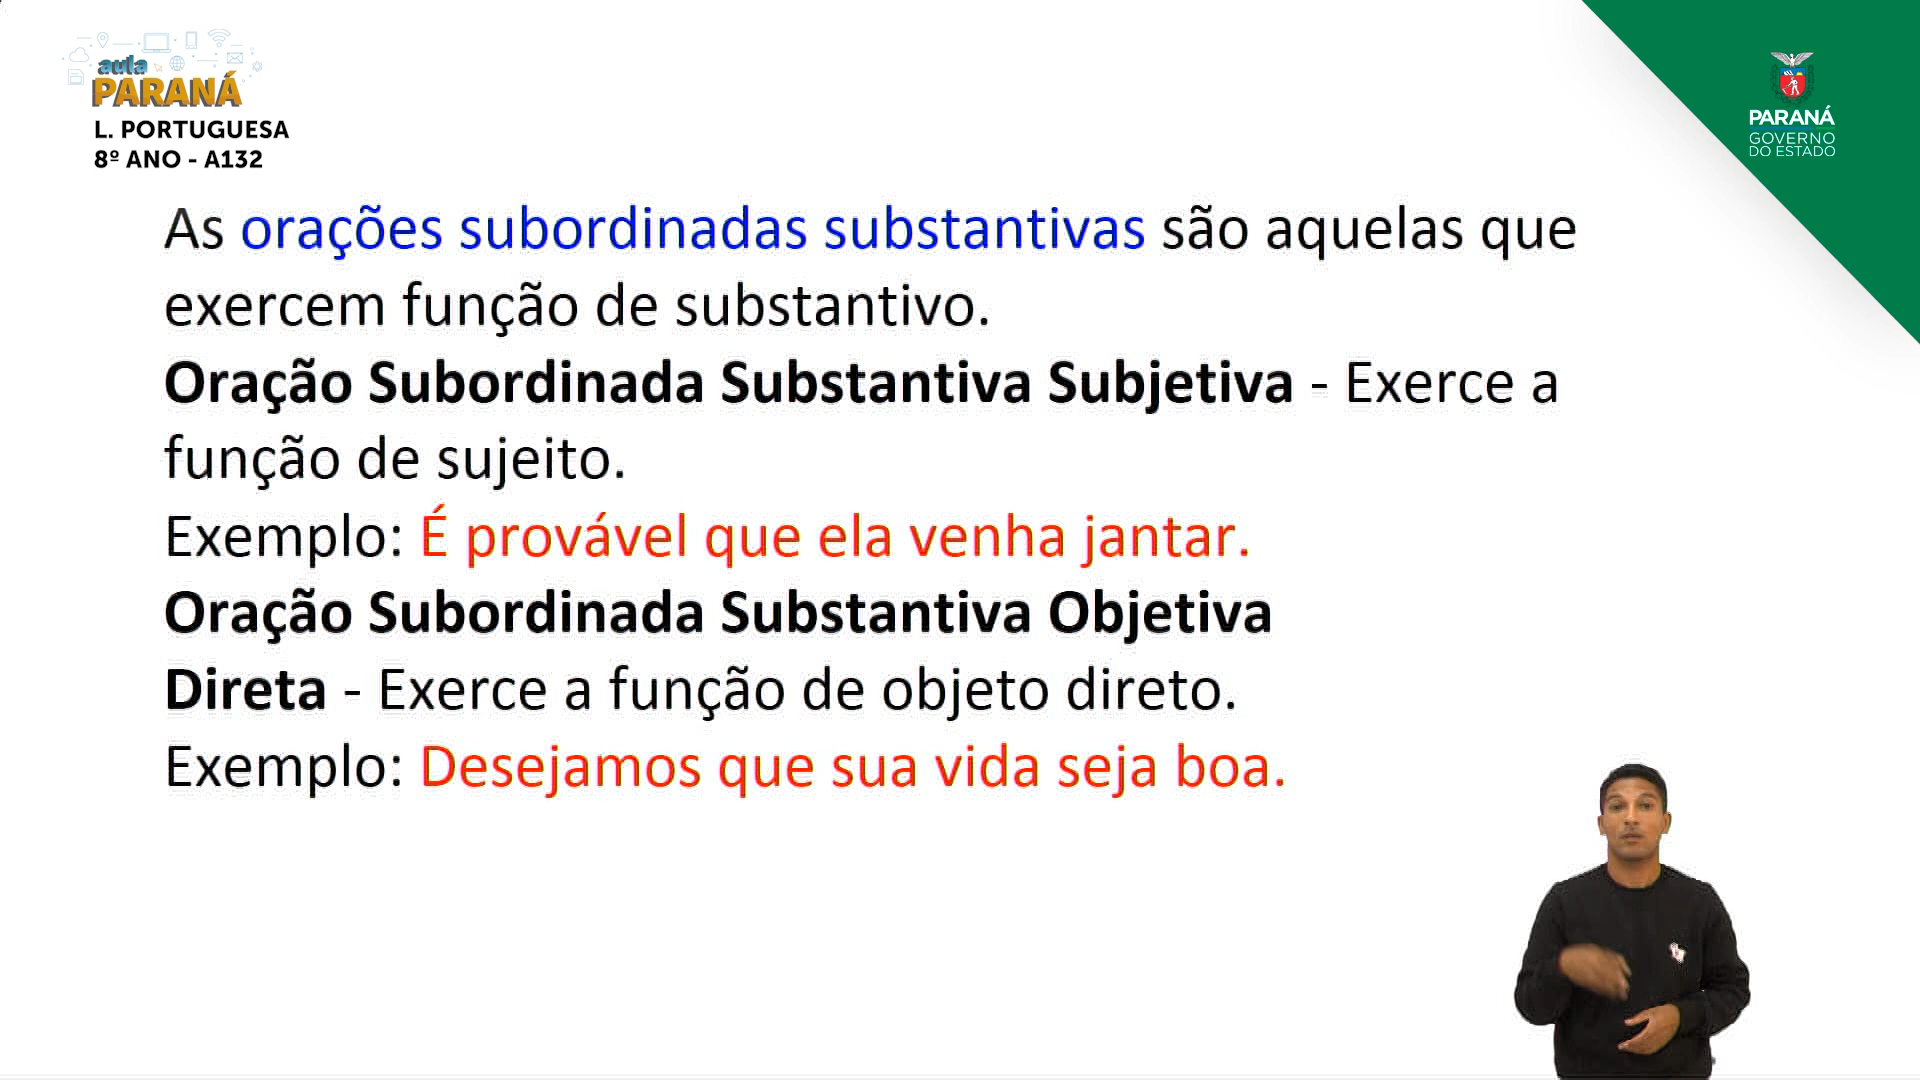 aula
PARANÁ
L. PORTUGUESA
8º ANO - A132
PARANÁ
GOVERNO
DO ESTADO
As orações subordinadas substantivas são aquelas que
exercem função de substantivo.
Oração Subordinada Substantiva Subjetiva - Exerce a
função de sujeito.
Exemplo: É provável que ela venha jantar.
Oração Subordinada Substantiva Objetiva
Direta - Exerce a função de objeto direto.
Exemplo: Desejamos que sua vida seja boa.